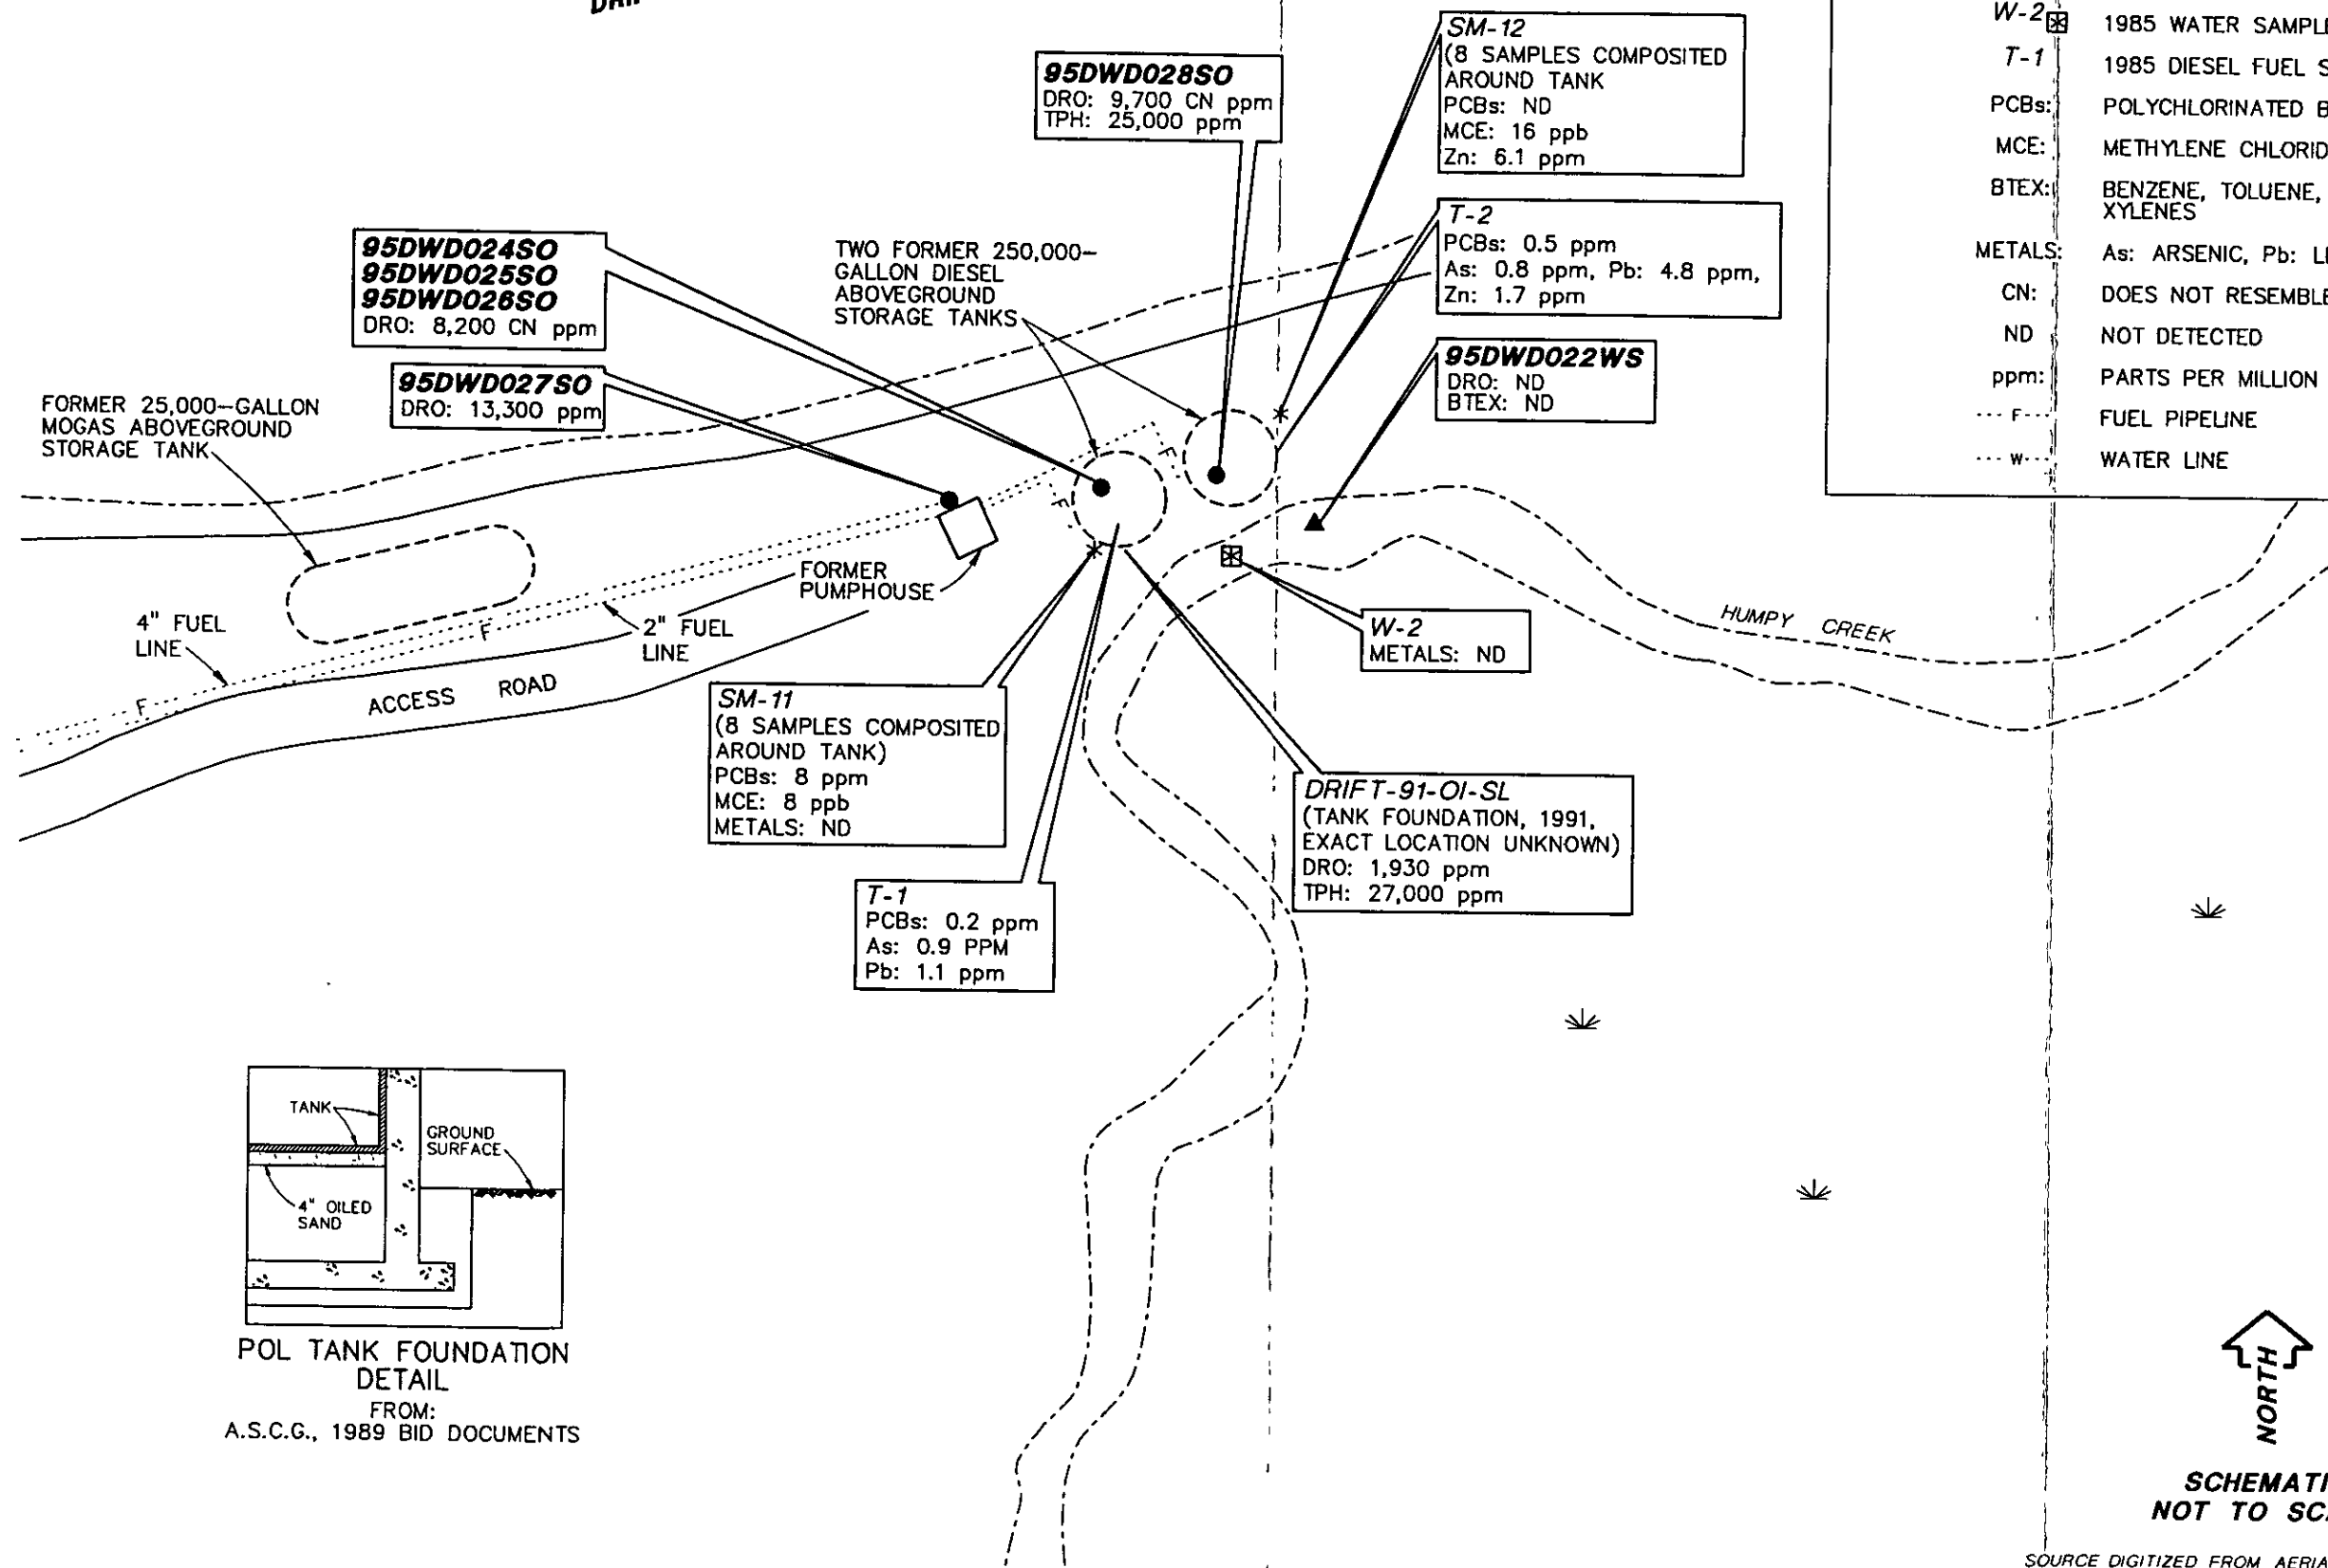 W-2
1985 WATER
T-1
1985 DIESEL FUEL
PCBs:
POLYCHLORINATED
MCE:
METHYLENE
BTEX:
BENZENE, TOLUENE,
XYLENES
METALS:
As: ARSENIC, Pb:
CN:
DOES NOT
ND
NOT DETECTED
ppm:
PARTS PER MILLION
F
FUEL PIPELINE
W
WATER LINE
SM-12
(8 SAMPLES COMPOSITED
AROUND TANK
PCBs: ND
MCE: 16 ppb
Zn: 6.1 ppm
95DWD028SO
DRO: 9,700 CN ppm
TPH: 25,000 ppm
T-2
PCBs: 0.5 ppm
As: 0.8 ppm, Pb: 4.8 ppm,
Zn: 1.7 ppm
95DWD024SO
95DWD025SO
95DWD026SO
DRO: 8,200 CN ppm
TWO FORMER 250,000-
GALLON DIESEL
ABOVEGROUND
STORAGE TANKS
95DWD022WS
DRO: ND
BTEX: ND
95DWD027SO
DRO: 13,300 ppm
FORMER 25,000-GALLON
MOGAS ABOVEGROUND
STORAGE TANK
F
F
FORMER
PUMPHOUSE
4" FUEL
LINE
F
2" FUEL
LINE
F
ACCESS ROAD
HUMPY CREEK
W-2
METALS: ND
SM-11
(8 SAMPLES COMPOSITED
AROUND TANK)
PCBs: 8 ppm
MCE: 8 ppb
METALS: ND
DRIFT-91-OI-SL
(TANK FOUNDATION, 1991,
EXACT LOCATION UNKNOWN)
DRO: 1,930 ppm
TPH: 27,000 ppm
T-1
PCBs: 0.2 ppm
As: 0.9 PPM
Pb: 1.1 ppm
TANK
GROUND
SURFACE
4" OILED
SAND
POL TANK FOUNDATION
DETAIL
FROM:
A.S.C.G., 1989 BID DOCUMENTS
NORTH
NOT TO
SOURCE DIGITIZED FROM